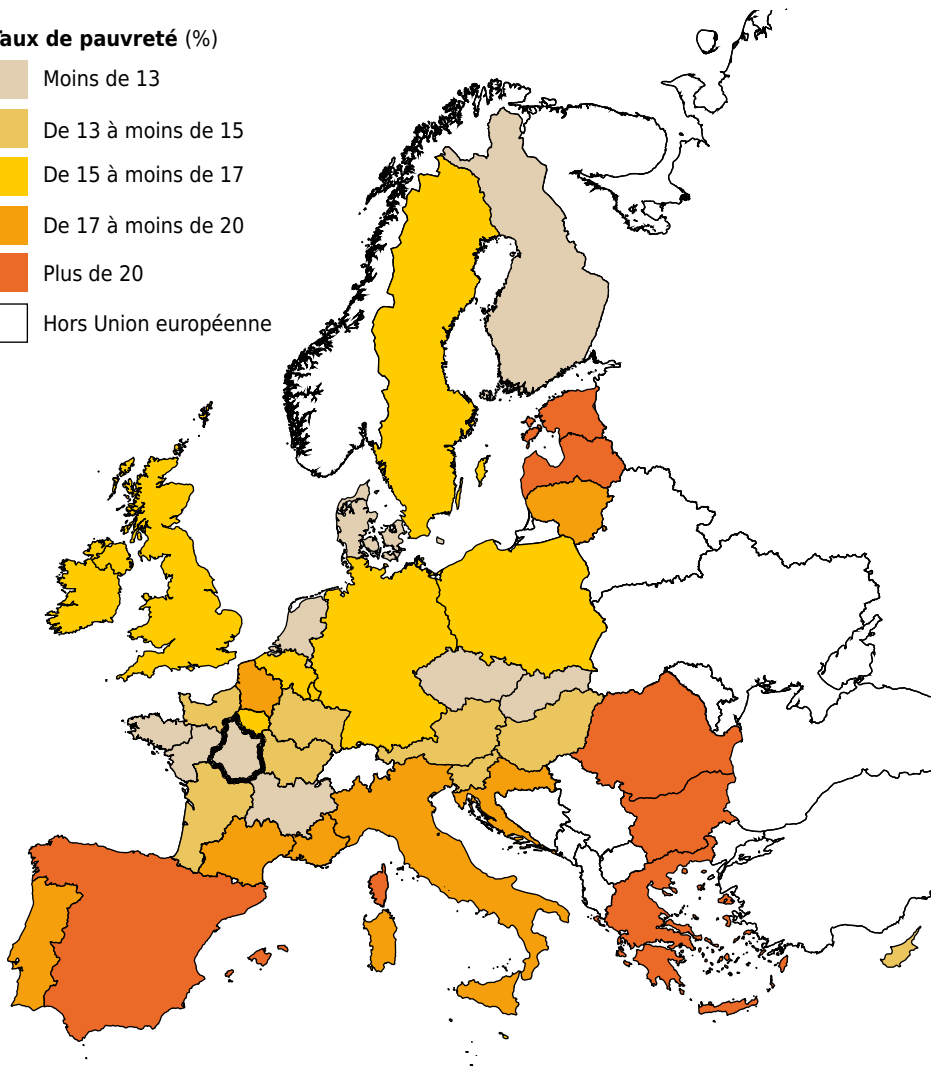 Taux de pauvreté (%)
Moins de 13
De 13 à moins de 15
De 15 à moins de 17
De 17 à moins de 20
Plus de 20
Hors Union européenne